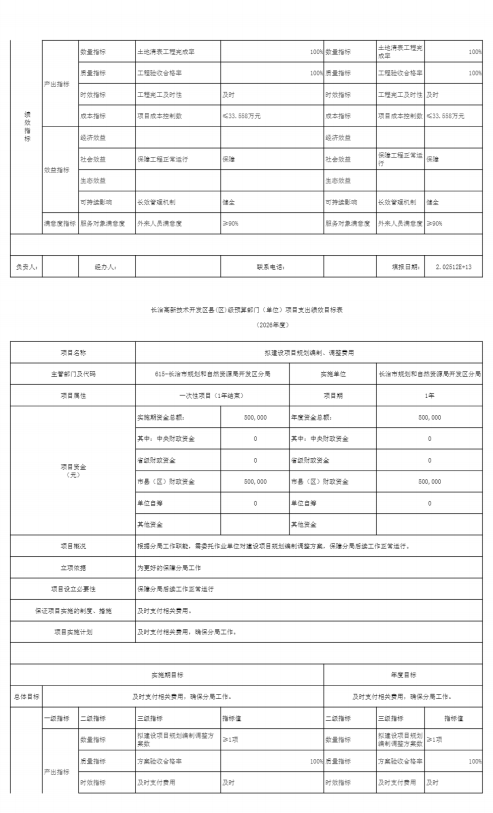 数量指标 土地清表工程完成率 100% 数量指标 土地清表工程完成率 100%
产出指标 质量指标 工程验收合格率 100% 质量指标 工程验收合格率 100%
时效指标 工程完工及时性 及时 时效指标 工程完工及时性 及时
成本指标 项目成本控制数 ≤33.558万元 成本指标 项目成本控制数 ≤33.558万元
绩效指标
经济效益 经济效益
效益指标 社会效益 保障工程正常运行 保障 社会效益 保障工程正常运行 保障
生态效益 生态效益
可持续影响 长效管理机制 健全 可持续影响 长效管理机制 健全
满意度指标 服务对象满意度 外来人员满意度 ≥90% 服务对象满意度 外来人员满意度 ≥90%
负责人: 经办人: 联系电话: 填报日期: 2.02512E+13
长治高新技术开发区县(区)级预算部门（单位）项目支出绩效目标表
（2026年度）
项目名称 拟建设项目规划编制、调整费用
主管部门及代码 615-长治市规划和自然资源局开发区分局 实施单位 长治市规划和自然资源局开发区分局
项目属性 一次性项目（1年结束） 项目期 1年
项目资金（元） 实施期资金总额: 500,000 年度资金总额: 500,000
其中: 中央财政资金 0 其中: 中央财政资金 0
省级财政资金 0 省级财政资金 0
市县（区）财政资金 500,000 市县（区）财政资金 500,000
单位自筹 0 单位自筹 0
其他资金 其他资金
项目概况 根据分局工作职能，需委托作业单位对建设项目规划编制调整方案，保障分局后续工作正常运行。
立项依据 为更好的保障分局工作
项目设立必要性 保障分局后续工作正常运行
保证项目实施的制度、措施 及时支付相关费用。
项目实施计划 及时支付相关费用，确保分局工作。
实施期目标 年度目标
总体目标 及时支付相关费用，确保分局工作。 及时支付相关费用，确保分局工作。
一级指标 二级指标 三级指标 指标值 二级指标 三级指标 指标值
数量指标 拟建设项目规划编制调整方案数 ≥1项 数量指标 拟建设项目规划编制调整方案数 ≥1项
产出指标 质量指标 方案验收合格率 100% 质量指标 方案验收合格率 100%
时效指标 及时支付费用 及时 时效指标 及时支付费用 及时